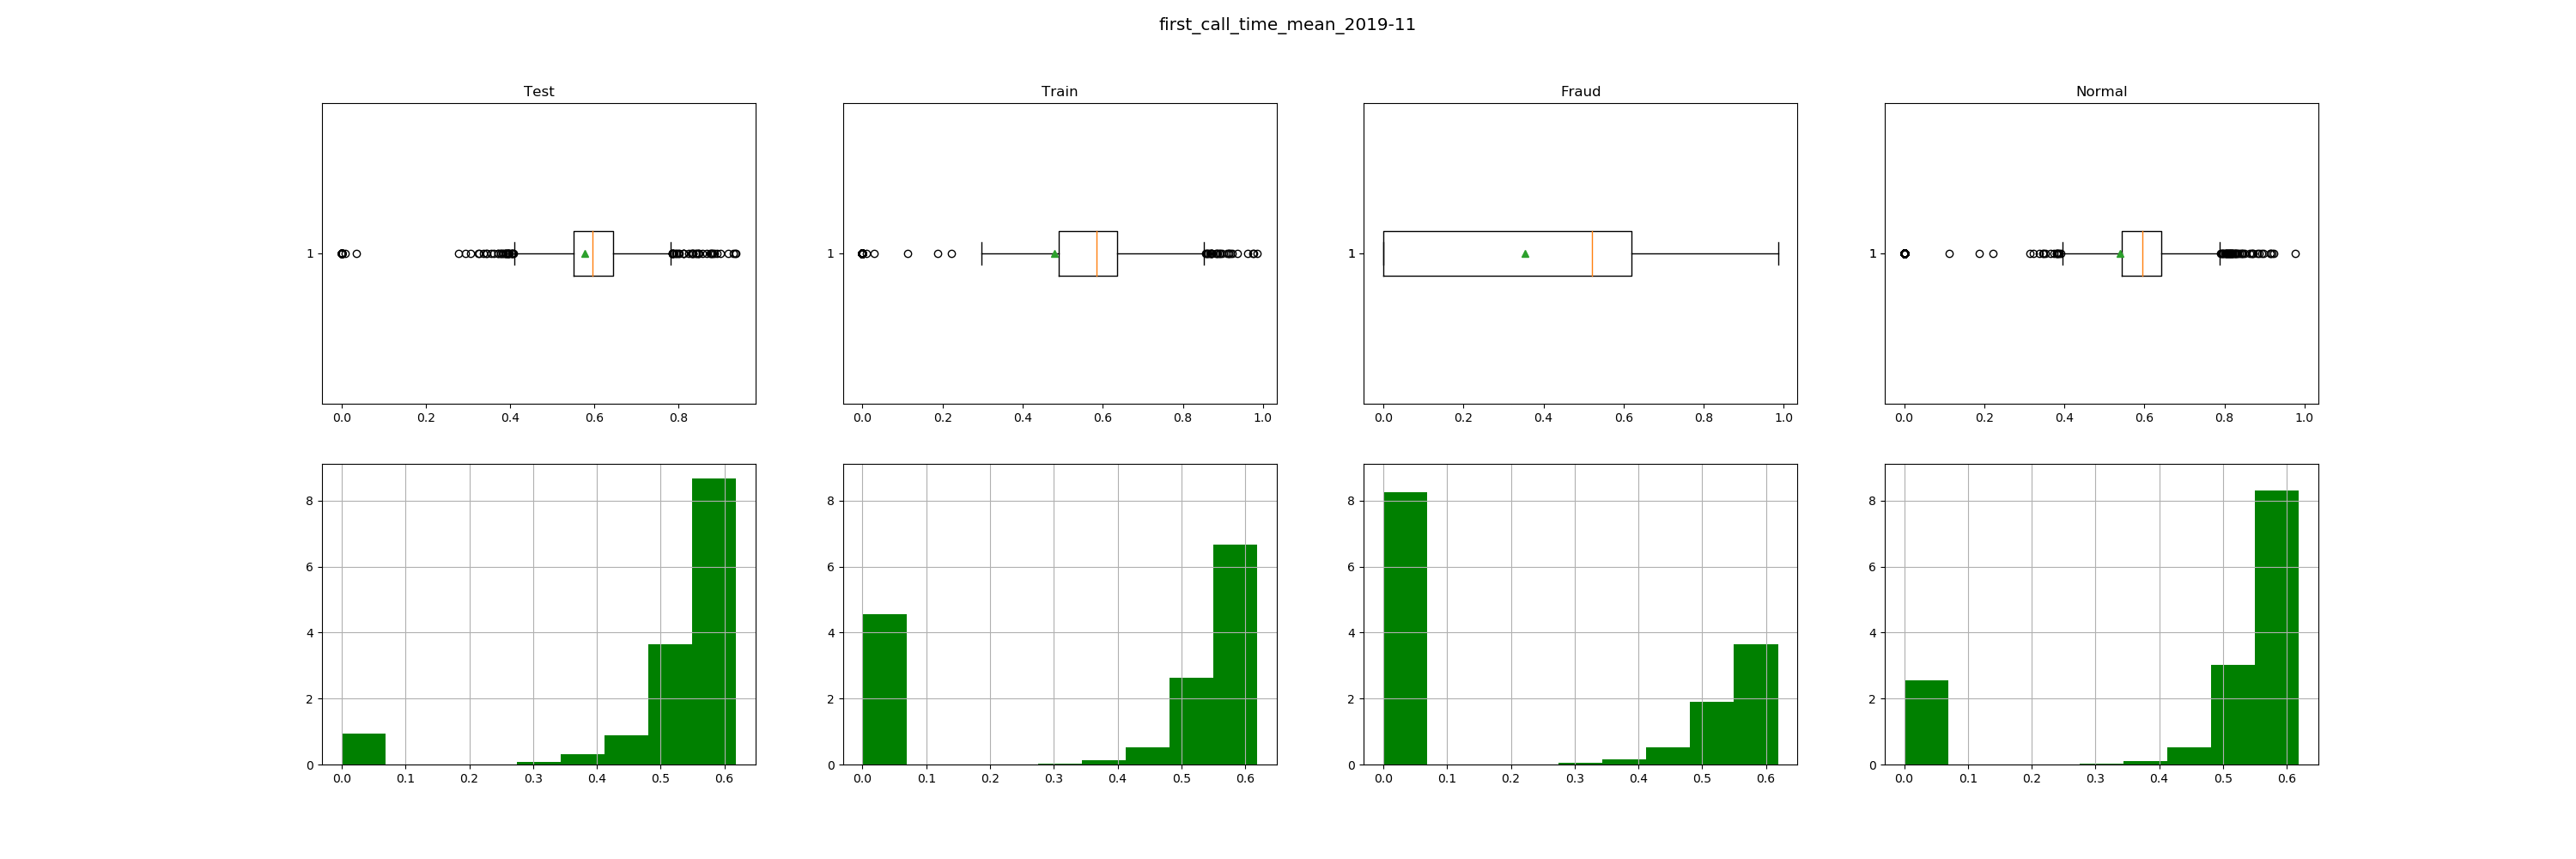 first_call_time_mean_2019-11
Test Train Fraud Normal
1 1 1 1
0.0 0.2 0.4 0.6 0.8 0.0 0.2 0.4 0.6 0.8 1.0 0.0 0.2 0.4 0.6 0.8 1.0 0.0 0.2 0.4 0.6 0.8 1.0
8 8 8 8
6 6 6 6
4 4 4 4
2 2 2 2
0 0 0 0
0.0 0.1 0.2 0.3 0.4 0.5 0.6 0.0 0.1 0.2 0.3 0.4 0.5 0.6 0.0 0.1 0.2 0.3 0.4 0.5 0.6 0.0 0.1 0.2 0.3 0.4 0.5 0.6